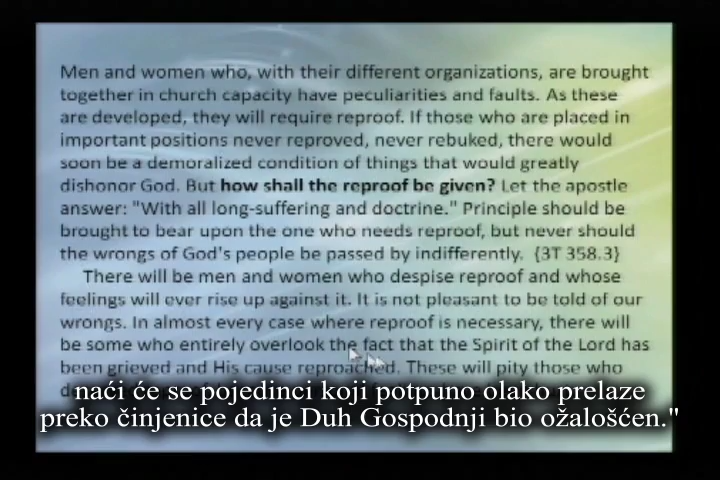 Men and women who, with their different organizations, are brought
together in church capacity have peculiarities and faults. As these
are developed, they will require reproof. If those who are placed in
important positions never reproved, never rebuked, there would
soon be a demoralized condition of things that would greatly
dishonor God. But how shall the reproof be given? Let the apostle
answer: "With all long-suffering and doctrine." Principle should be
brought to bear upon the one who needs reproof, but never should
the wrongs of God's people be passed by indifferently. {3T 358.3}
There will be men and women who despise reproof and whose
feelings will ever rise up against it. It is not pleasant to be told of our
wrongs. In almost every case where reproof is necessary, there will
be some who entirely overlook the fact that the Spirit of the Lord has
been grieved and His cause reproached. These will pity those who
naći će se pojedinci koji potpuno olako prelaze
preko činjenice da je Duh Gospodnji bio ožalošćen."